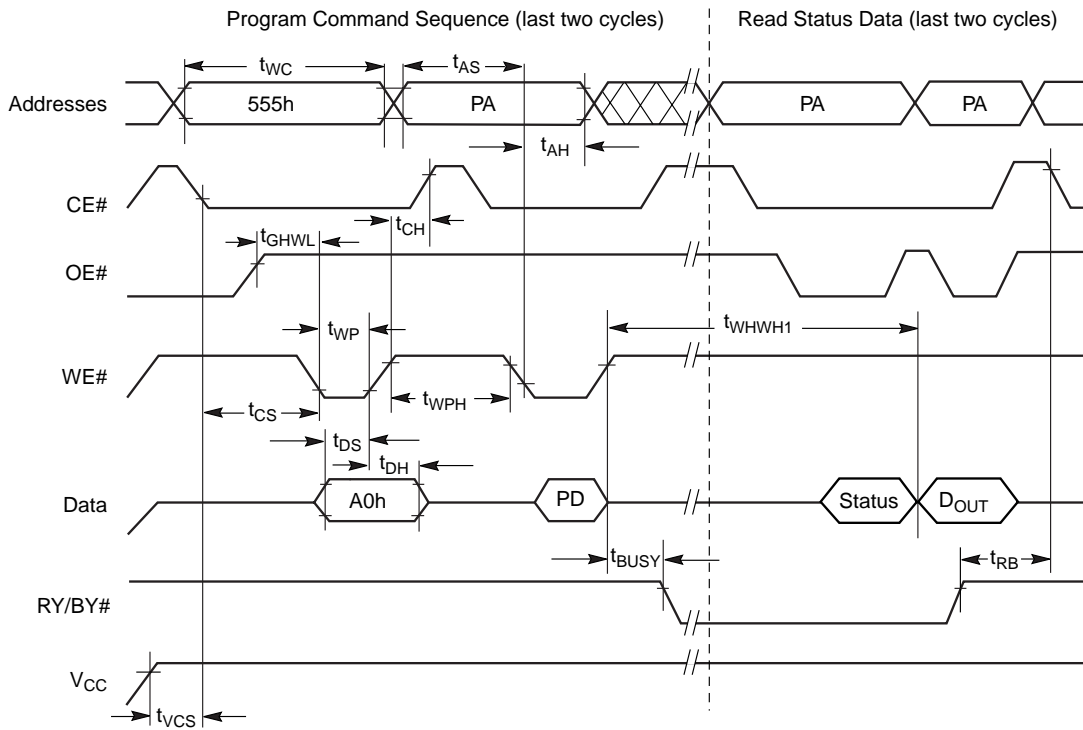 Program Command Sequence (last two cycles)
Read Status Data (last two cycles)
tWC
tAS
Addresses
555h
PA
PA
PA
tAH
CE#
tCH
tGHWL
OE#
tWP
tWHWH1
WE#
tCS
tWPH
tDS
tDH
Data
A0h
PD
Status
DOUT
tBUSY
tRB
RY/BY#
VCC
tVCS